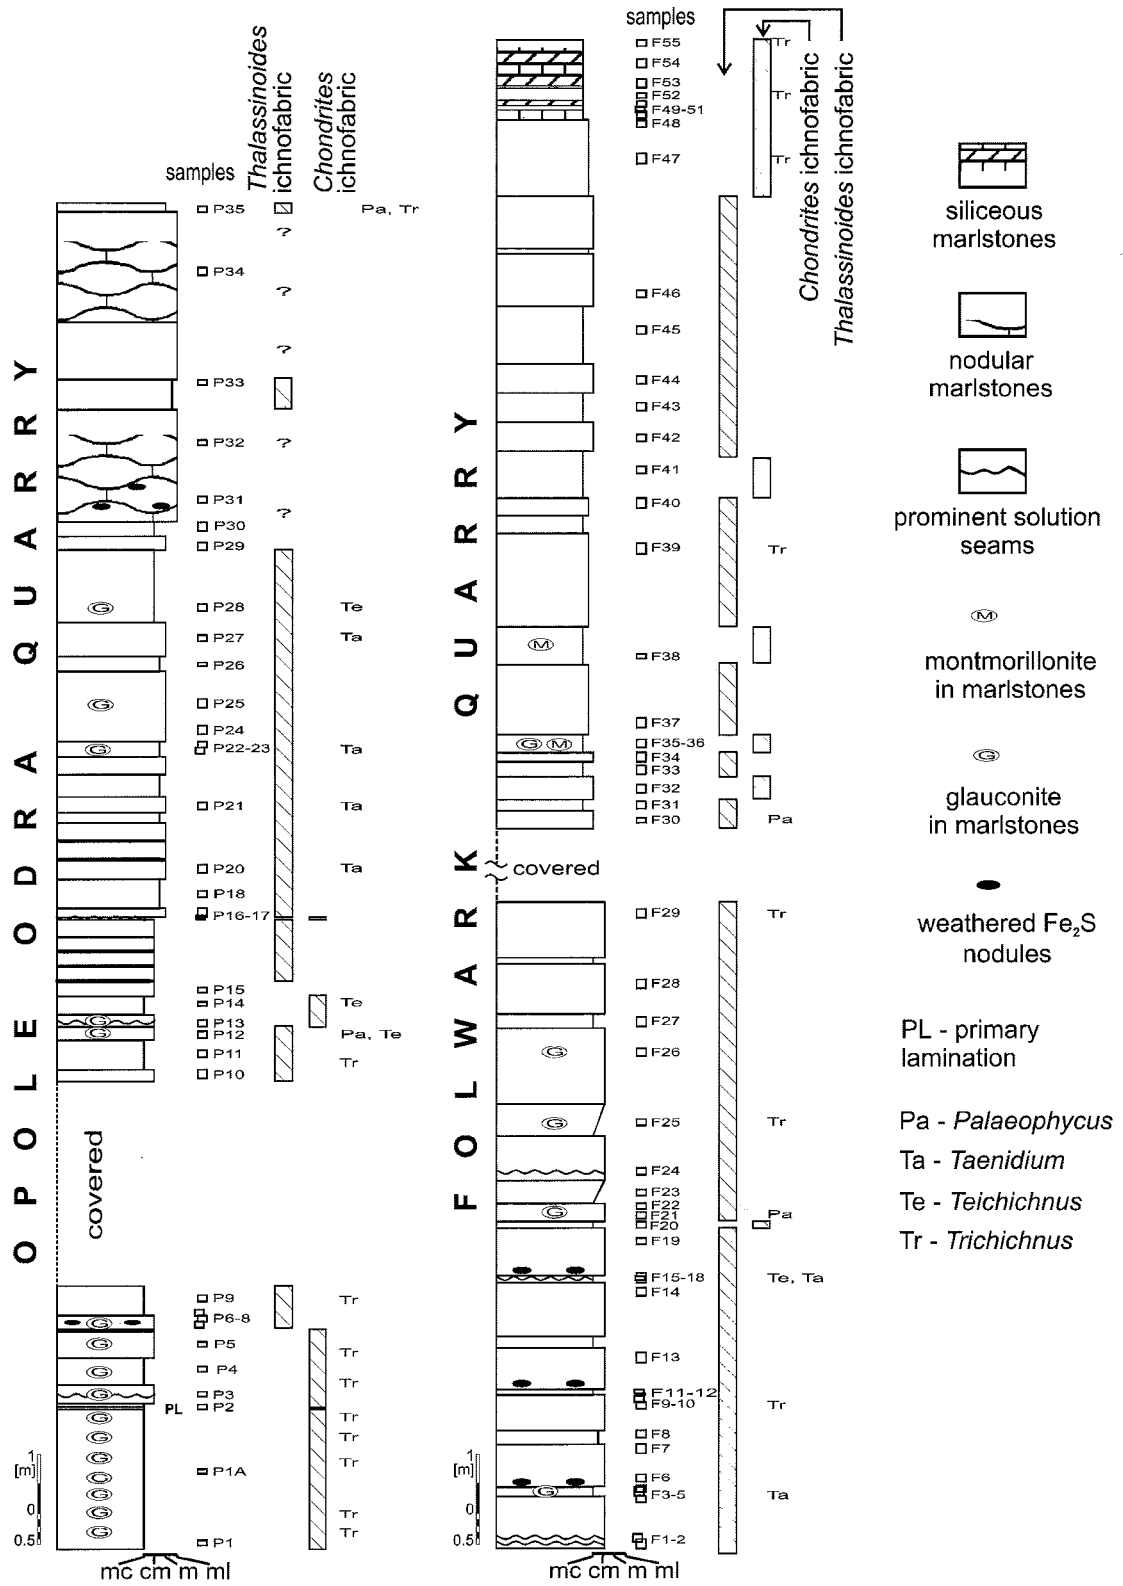 OPOLE ODRA QUARRY
samples
Thalassinoides
ichnofabric
Chondrites
ichnofabric
P35
Pa, Tr
?
P34
?
?
P33
P32
?
P31
?
P30
P29
G
P28
Te
P27
Ta
P26
G
P25
P24
G
P22-23
Ta
P21
Ta
P20
Ta
P18
P16-17
P15
P14
Te
G
P13
G
P12
Pa, Te
P11
Tr
P10
covered
P9
Tr
G
P6-8
G
P5
Tr
G
P4
Tr
G
P3
PL
P2
G
Tr
G
Tr
G
Tr
G
P1A
G
G
Tr
G
Tr
P1
1
[m]
0
0.5
mc cm m ml
FOLWARK QUARRY
samples
F55
Tr
F54
F53
F52
Tr
F49-51
F48
F47
Tr
Chondrites ichnofabric
Thalassinoides ichnofabric
F46
F45
F44
F43
F42
F41
F40
F39
Tr
M
F38
F37
G M
F35-36
F34
F33
F32
F31
F30
Pa
covered
F29
Tr
F28
F27
G
F26
G
F25
Tr
F24
F23
F22
G
F21
Pa
F20
F19
F15-18
Te, Ta
F14
F13
F11-12
F9-10
Tr
F8
F7
F6
G
F3-5
Ta
F1-2
1
[m]
0
0.5
mc cm m ml
siliceous
marlstones
nodular
marlstones
prominent solution
seams
M
montmorillonite
in marlstones
G
glauconite
in marlstones
weathered Fe₂S
nodules
PL - primary
lamination
Pa - Palaeophycus
Ta - Taenidium
Te - Teichichnus
Tr - Trichichnus